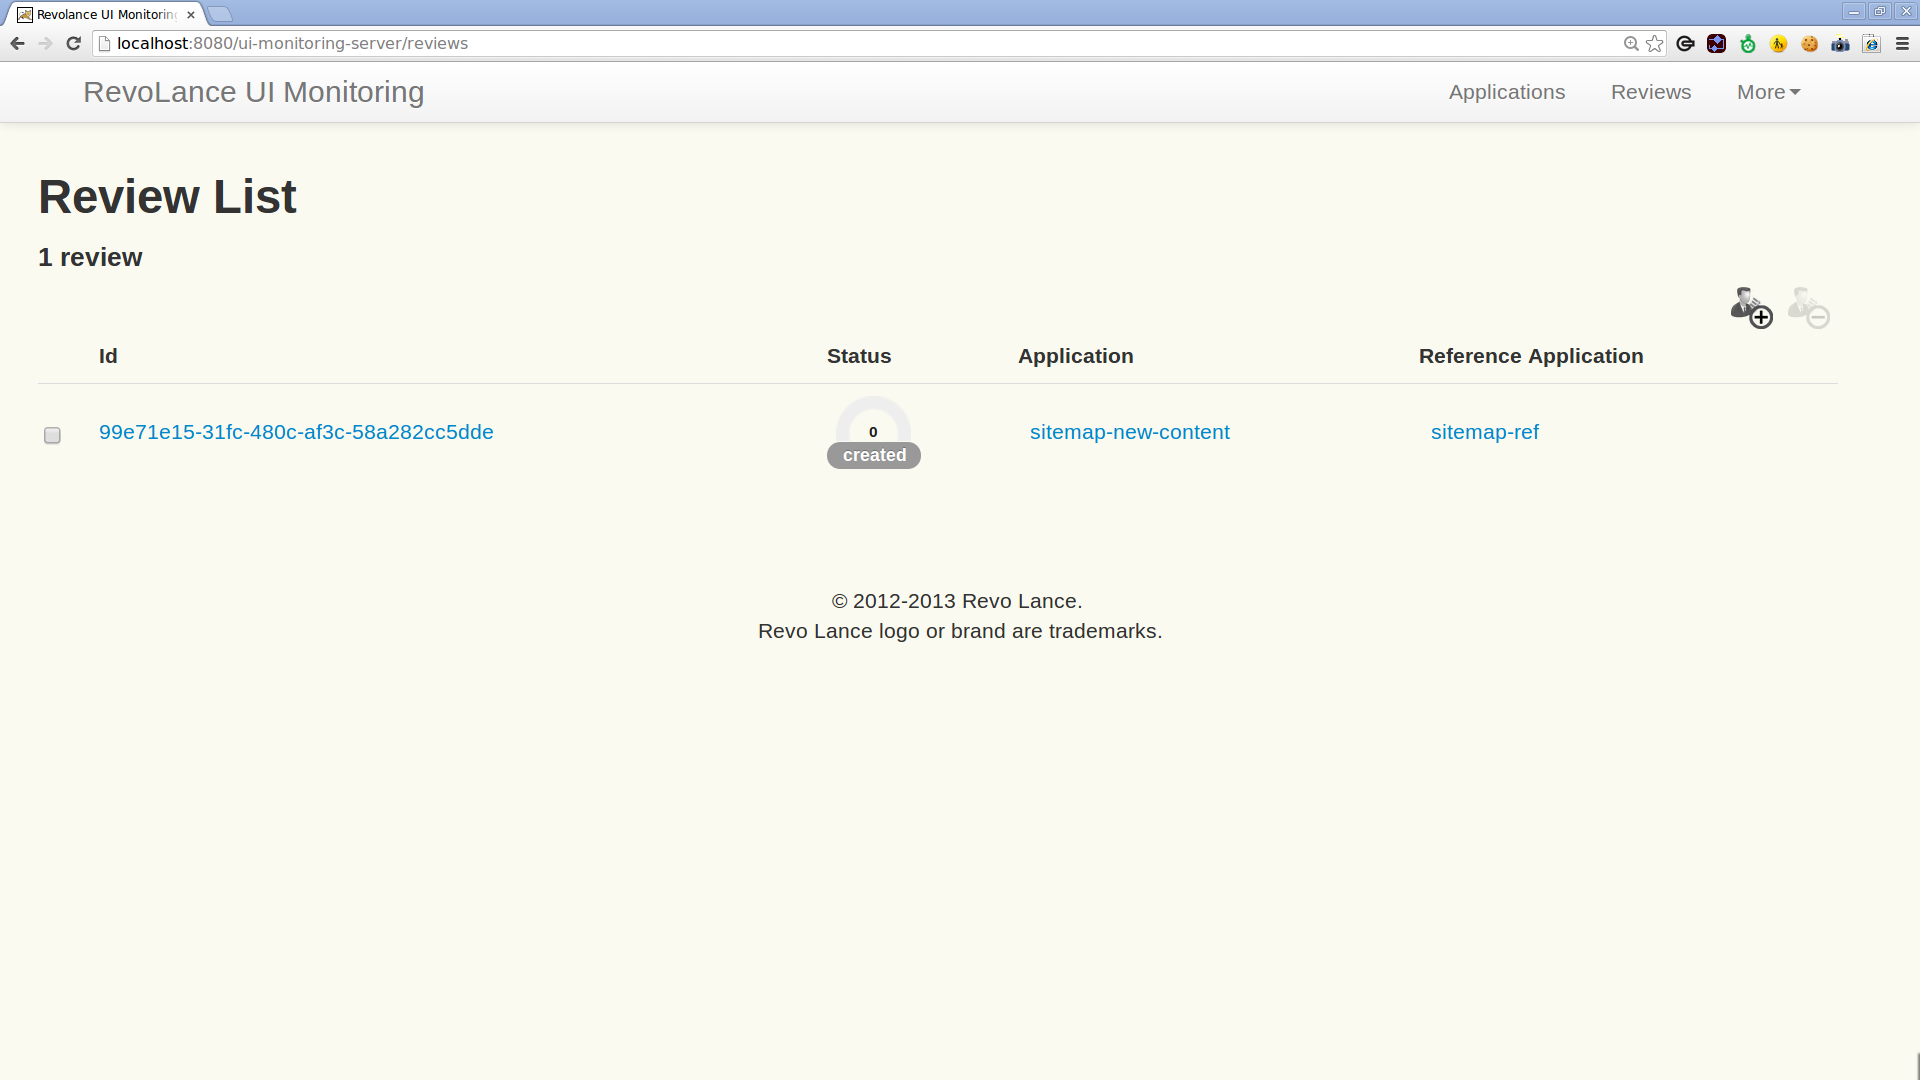 Revolance UI Monitoring
localhost:8080/ui-monitoring-server/reviews
RevoLance UI Monitoring
Applications
Reviews
More
Review List
1 review
Id
Status
Application
Reference Application
99e71e15-31fc-480c-af3c-58a282cc5dde
0
created
sitemap-new-content
sitemap-ref
© 2012-2013 Revo Lance.
Revo Lance logo or brand are trademarks.